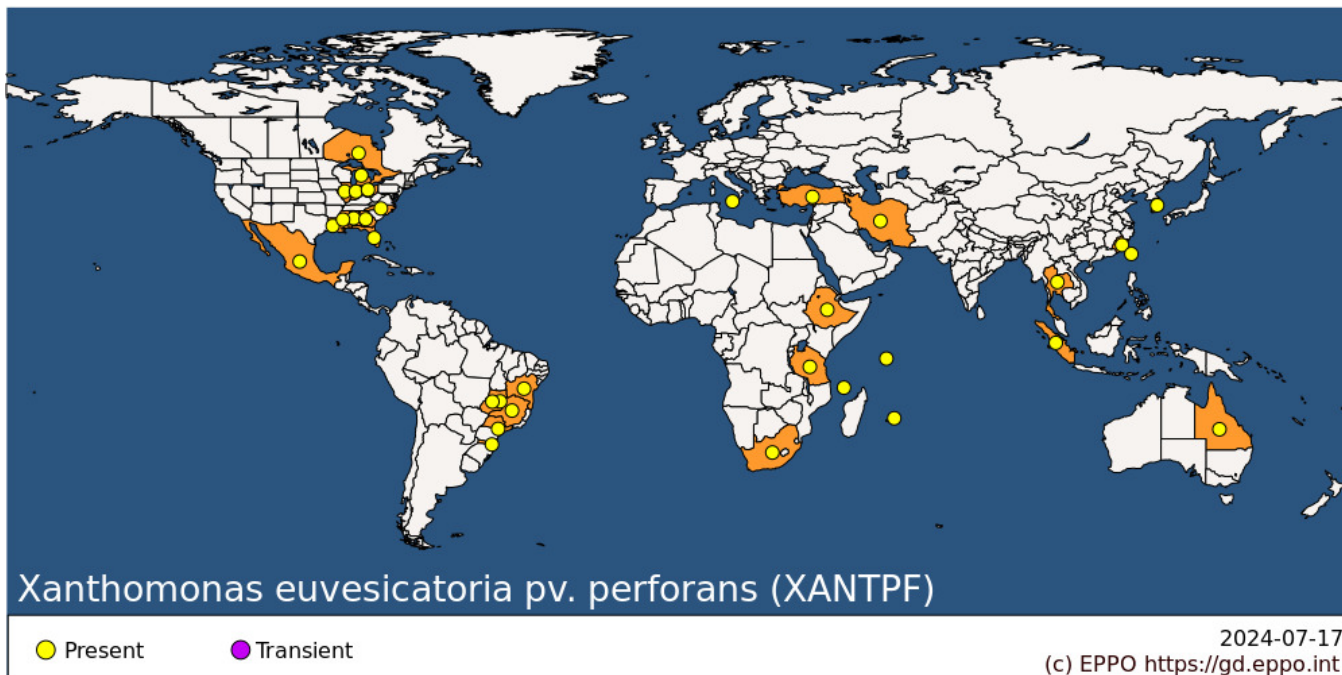 Xanthomonas euvesicatoria pv. perforans (XANTPF)
Present
Transient
2024-07-17
(c) EPPO https://gd.eppo.int